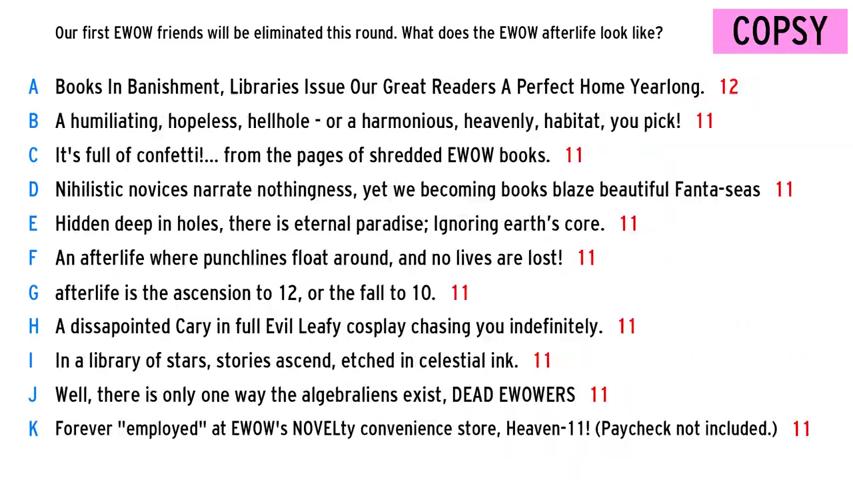 Our first EWOW friends will be eliminated this round. What does the EWOW afterlife look like?
COPSY
A Books In Banishment, Libraries Issue Our Great Readers A Perfect Home Yearlong. 12
B A humiliating, hopeless, hellhole - or a harmonious, heavenly, habitat, you pick! 11
C It's full of confetti!... from the pages of shredded EWOW books. 11
D Nihilistic novices narrate nothingness, yet we becoming books blaze beautiful Fanta-seas 11
E Hidden deep in holes, there is eternal paradise; Ignoring earth’s core. 11
F An afterlife where punchlines float around, and no lives are lost! 11
G afterlife is the ascension to 12, or the fall to 10. 11
H A dissapointed Cary in full Evil Leafy cosplay chasing you indefinitely. 11
I In a library of stars, stories ascend, etched in celestial ink. 11
J Well, there is only one way the algebraliens exist, DEAD EWOWERS 11
K Forever "employed" at EWOW's NOVELty convenience store, Heaven-11! (Paycheck not included.) 11